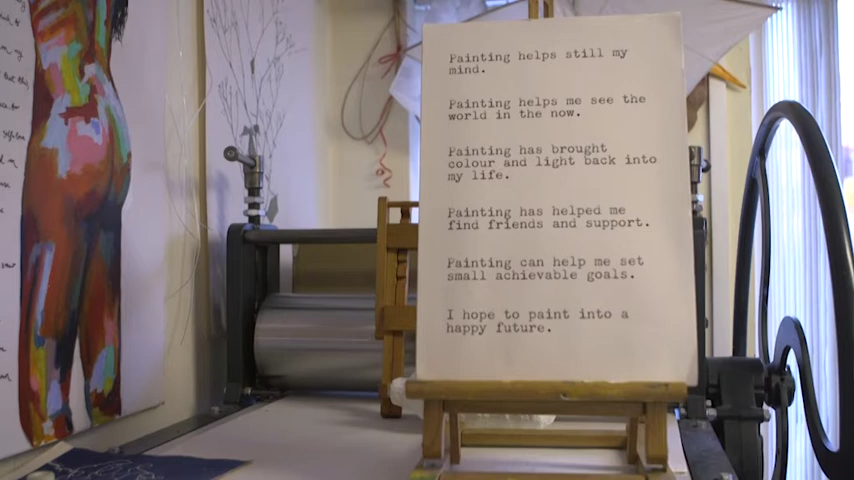 Painting helps still my
mind.
Painting helps me see the
world in the now.
Painting has brought
colour and light back into
my life.
Painting has helped me
find friends and support.
Painting can help me set
small achievable goals.
I hope to paint into a
happy future.